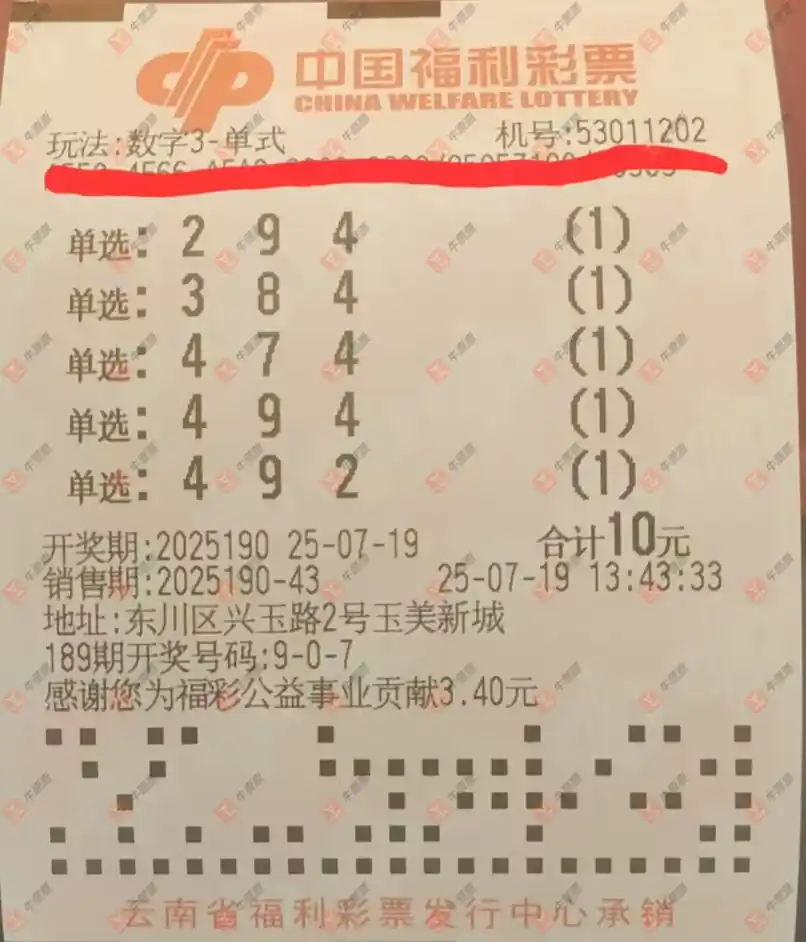 中国福利彩票
CHINA WELFARE LOTTERY
玩法:数字3-单式 机号:53011202
单选: 2 9 4 (1)
单选: 3 8 4 (1)
单选: 4 7 4 (1)
单选: 4 9 4 (1)
单选: 4 9 2 (1)
开奖期:2025190 25-07-19 合计10元
销售期:2025190-43 25-07-19 13:43:33
地址:东川区兴玉路2号玉美新城
189期开奖号码:9-0-7
感谢您为福彩公益事业贡献3.40元
云南省福利彩票发行中心承销